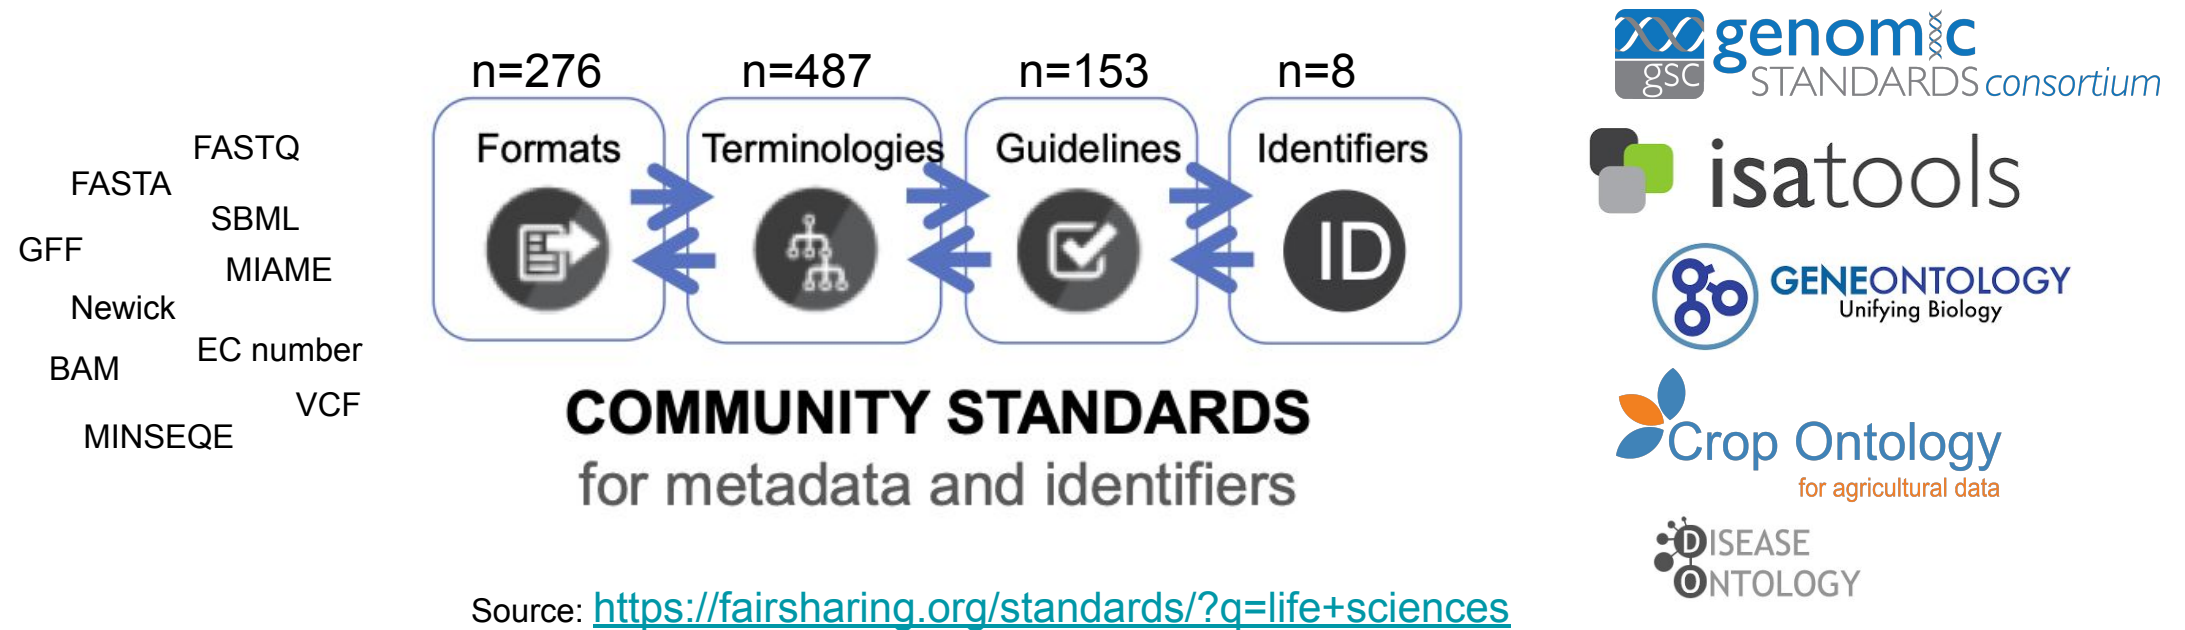 FASTQ
FASTA
SBML
GFF
MIAME
Newick
EC number
BAM
VCF
MINSEQE
n=276
n=487
n=153
n=8
Formats
Terminologies
Guidelines
Identifiers
ID
COMMUNITY STANDARDS
for metadata and identifiers
Source: https://fairsharing.org/standards/?q=life+sciences
gsc
genomic
STANDARDS consortium
isatools
GENEONTOLOGY
Unifying Biology
Crop Ontology
for agricultural data
DISEASE
ONTOLOGY